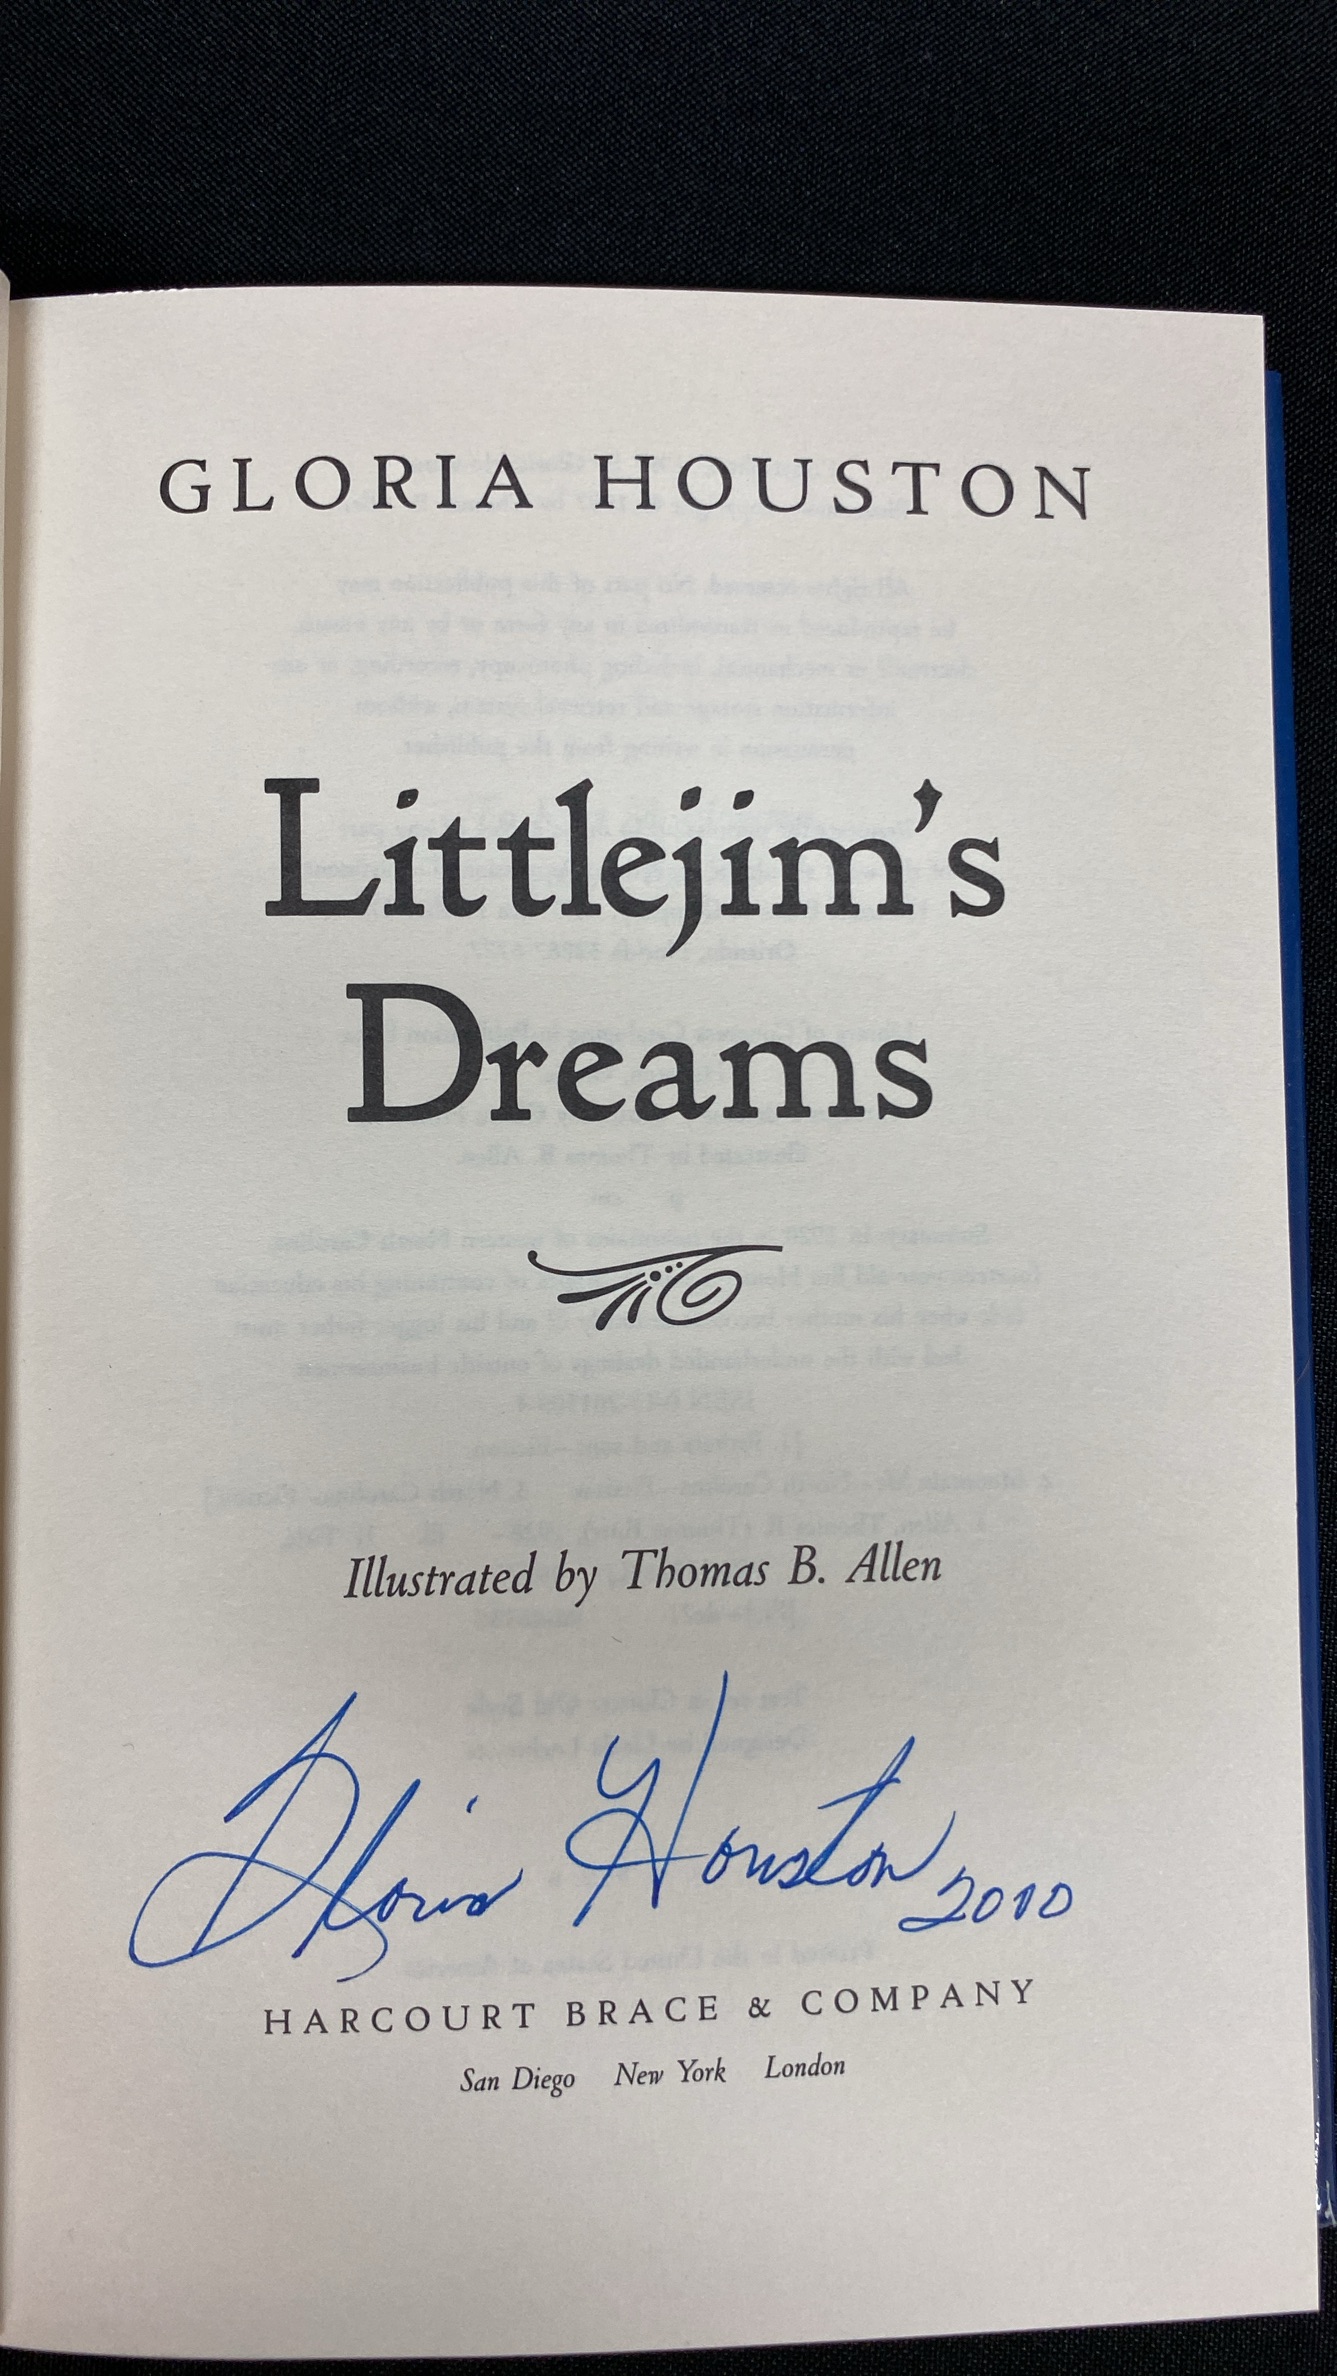 GLORIA HOUSTON
Littlejim's
Dreams
Illustrated by Thomas B. Allen
Gloria Houston 2010
HARCOURT BRACE & COMPANY
San Diego New York London